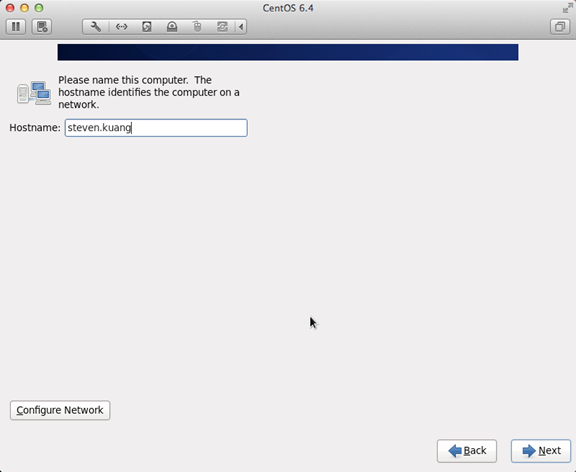 CentOS 6.4
Please name this computer.  The
hostname identifies the computer on a
network.
Hostname: steven.kuang
Configure Network
Back Next